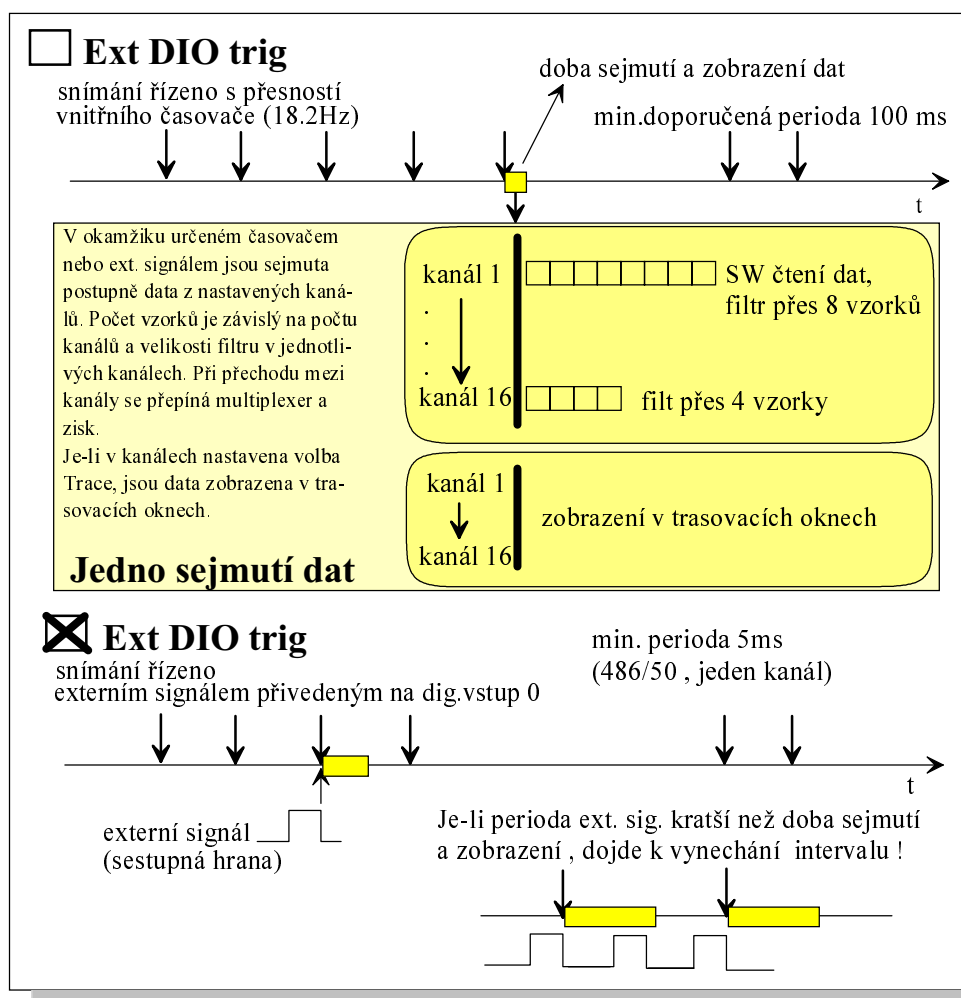 Ext DIO trig
doba sejmutí a zobrazení dat
snímání řízeno s přesností
vnitřního časovače (18.2Hz)
min.doporučená perioda 100 ms
t
V okamžiku určeném časovačem
nebo ext. signálem jsou sejmuta
postupně data z nastavených kaná-
lů. Počet vzorků je závislý na počtu
kanálů a velikosti filtru v jednotli-
vých kanálech. Při přechodu mezi
kanály se přepíná multiplexer a
zisk.
Je-li v kanálech nastavena volba
Trace, jsou data zobrazena v tra-
sovacích oknech.
Jedno sejmutí dat
kanál 1
.
.
.
kanál 16
SW čtení dat,
filtr přes 8 vzorků
filt přes 4 vzorky
kanál 1
kanál 16
zobrazení v trasovacích oknech
Ext DIO trig
snímání řízeno
externím signálem přivedeným na dig.vstup 0
min. perioda 5ms
(486/50 , jeden kanál)
t
externí signál
(sestupná hrana)
Je-li perioda ext. sig. kratší než doba sejmutí
a zobrazení , dojde k vynechání intervalu !